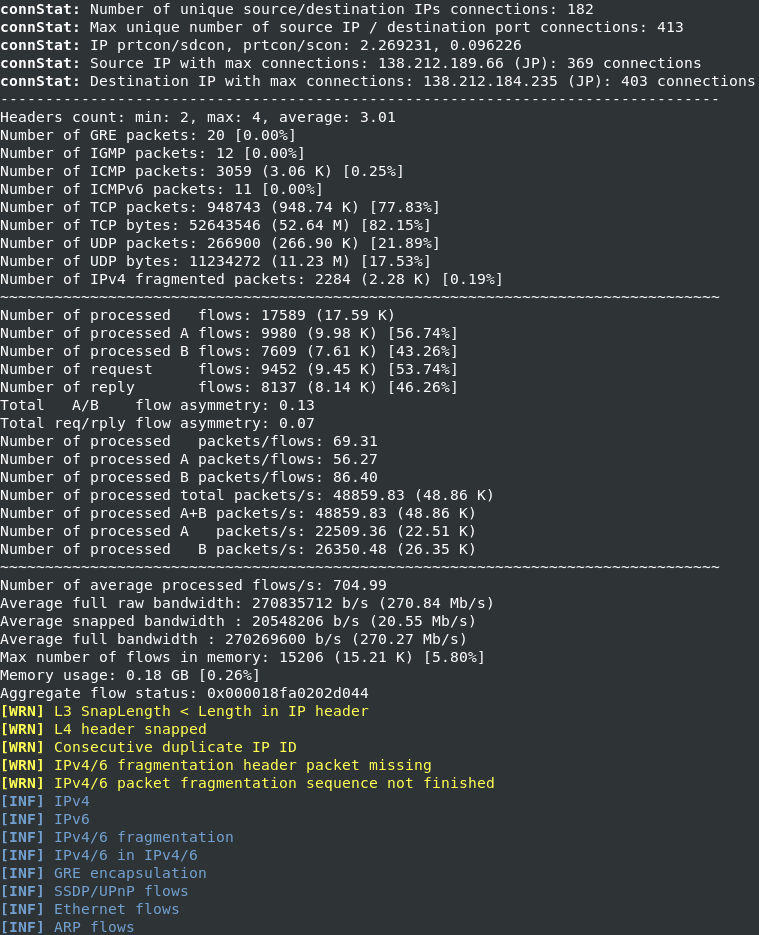 connStat: Number of unique source/destination IPs connections: 182
connStat: Max unique number of source IP / destination port connections: 413
connStat: IP prtcon/sdcon, prtcon/scon: 2.269231, 0.096226
connStat: Source IP with max connections: 138.212.189.66 (JP): 369 connections
connStat: Destination IP with max connections: 138.212.184.235 (JP): 403 connections
--------------------------------------------------------------------------------
Headers count: min: 2, max: 4, average: 3.01
Number of GRE packets: 20 [0.00%]
Number of IGMP packets: 12 [0.00%]
Number of ICMP packets: 3059 (3.06 K) [0.25%]
Number of ICMPv6 packets: 11 [0.00%]
Number of TCP packets: 948743 (948.74 K) [77.83%]
Number of TCP bytes: 52643546 (52.64 M) [82.15%]
Number of UDP packets: 266900 (266.90 K) [21.89%]
Number of UDP bytes: 11234272 (11.23 M) [17.53%]
Number of IPv4 fragmented packets: 2284 (2.28 K) [0.19%]
~~~~~~~~~~~~~~~~~~~~~~~~~~~~~~~~~~~~~~~~~~~~~~~~~~~~~~~~~~~~~~~~~~~~~~~~~~~~~~~~
Number of processed   flows: 17589 (17.59 K)
Number of processed A flows: 9980 (9.98 K) [56.74%]
Number of processed B flows: 7609 (7.61 K) [43.26%]
Number of request     flows: 9452 (9.45 K) [53.74%]
Number of reply       flows: 8137 (8.14 K) [46.26%]
Total   A/B    flow asymmetry: 0.13
Total req/rply flow asymmetry: 0.07
Number of processed   packets/flows: 69.31
Number of processed A packets/flows: 56.27
Number of processed B packets/flows: 86.40
Number of processed total packets/s: 48859.83 (48.86 K)
Number of processed A+B packets/s: 48859.83 (48.86 K)
Number of processed A   packets/s: 22509.36 (22.51 K)
Number of processed   B packets/s: 26350.48 (26.35 K)
~~~~~~~~~~~~~~~~~~~~~~~~~~~~~~~~~~~~~~~~~~~~~~~~~~~~~~~~~~~~~~~~~~~~~~~~~~~~~~~~
Number of average processed flows/s: 704.99
Average full raw bandwidth: 270835712 b/s (270.84 Mb/s)
Average snapped bandwidth : 20548206 b/s (20.55 Mb/s)
Average full bandwidth : 270269600 b/s (270.27 Mb/s)
Max number of flows in memory: 15206 (15.21 K) [5.80%]
Memory usage: 0.18 GB [0.26%]
Aggregate flow status: 0x000018fa0202d044
[WRN] L3 SnapLength < Length in IP header
[WRN] L4 header snapped
[WRN] Consecutive duplicate IP ID
[WRN] IPv4/6 fragmentation header packet missing
[WRN] IPv4/6 packet fragmentation sequence not finished
[INF] IPv4
[INF] IPv6
[INF] IPv4/6 fragmentation
[INF] IPv4/6 in IPv4/6
[INF] GRE encapsulation
[INF] SSDP/UPnP flows
[INF] Ethernet flows
[INF] ARP flows